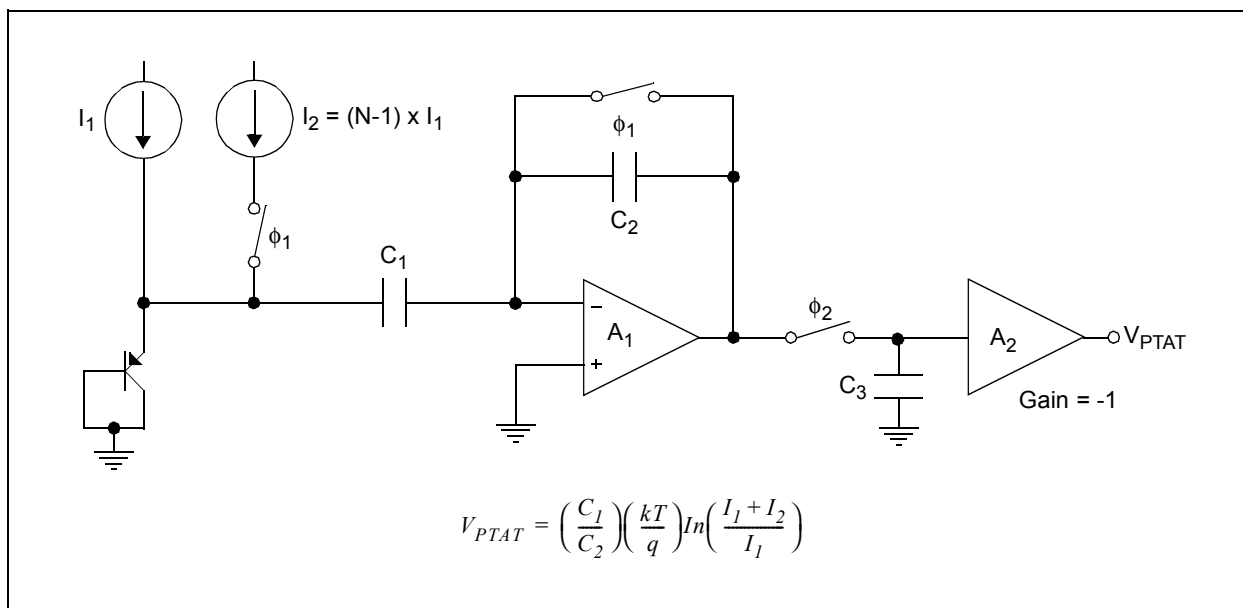 I1
I2 = (N-1) x I1
ϕ1
C2
ϕ1
C1
−
A1
+
ϕ2
C3
A2
VPTAT
Gain = -1
VPTAT = (C1/C2)(kT/q)In(I1 + I2/I1)